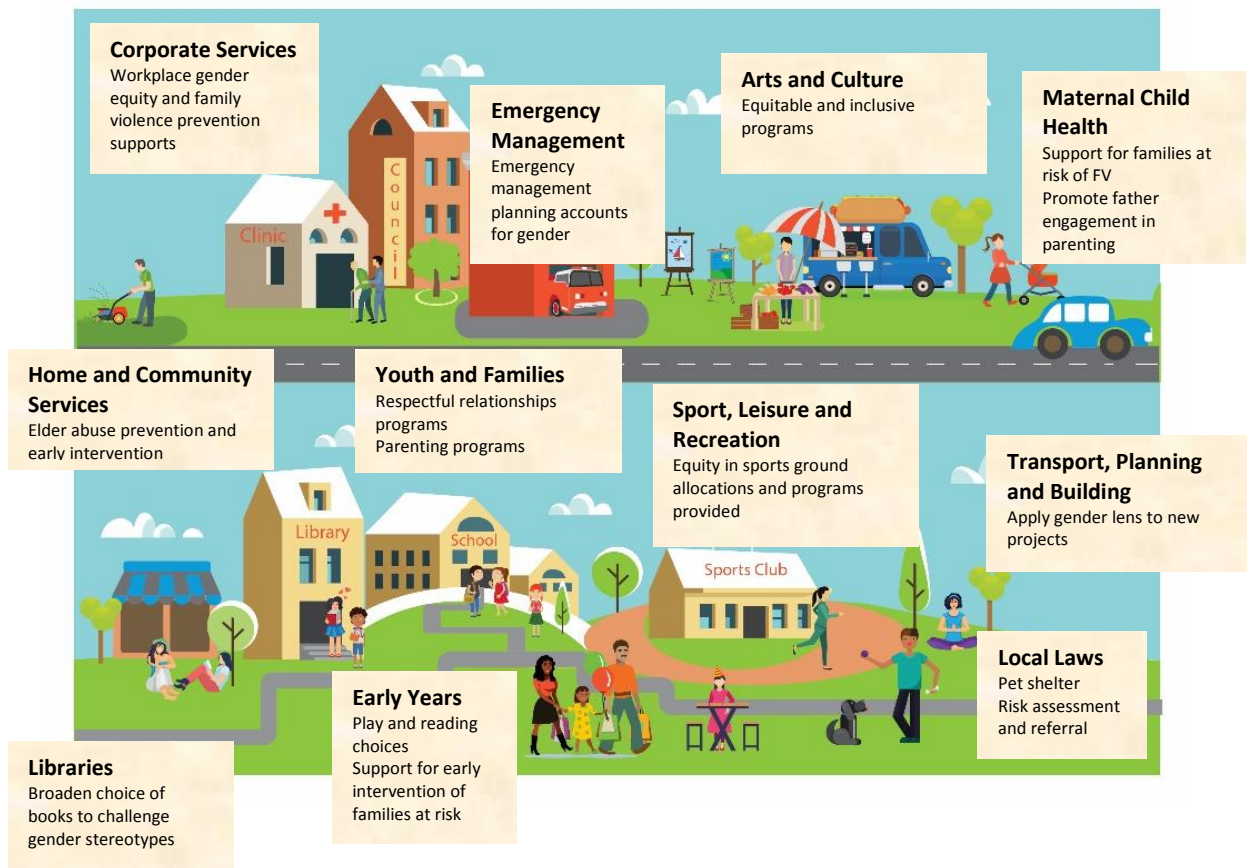 Corporate Services
Workplace gender
equity and family
violence prevention
supports
Emergency
Management
Emergency
management
planning accounts
for gender
Arts and Culture
Equitable and inclusive
programs
Maternal Child
Health
Support for families at
risk of FV
Promote father
engagement in
parenting
Clinic
Council
Home and Community
Services
Elder abuse prevention and
early intervention
Youth and Families
Respectful relationships
programs
Parenting programs
Sport, Leisure and
Recreation
Equity in sports ground
allocations and programs
provided
Transport, Planning
and Building
Apply gender lens to new
projects
Library
School
Sports Club
Local Laws
Pet shelter
Risk assessment
and referral
Early Years
Play and reading
choices
Support for early
intervention of
families at risk
Libraries
Broaden choice of
books to challenge
gender stereotypes